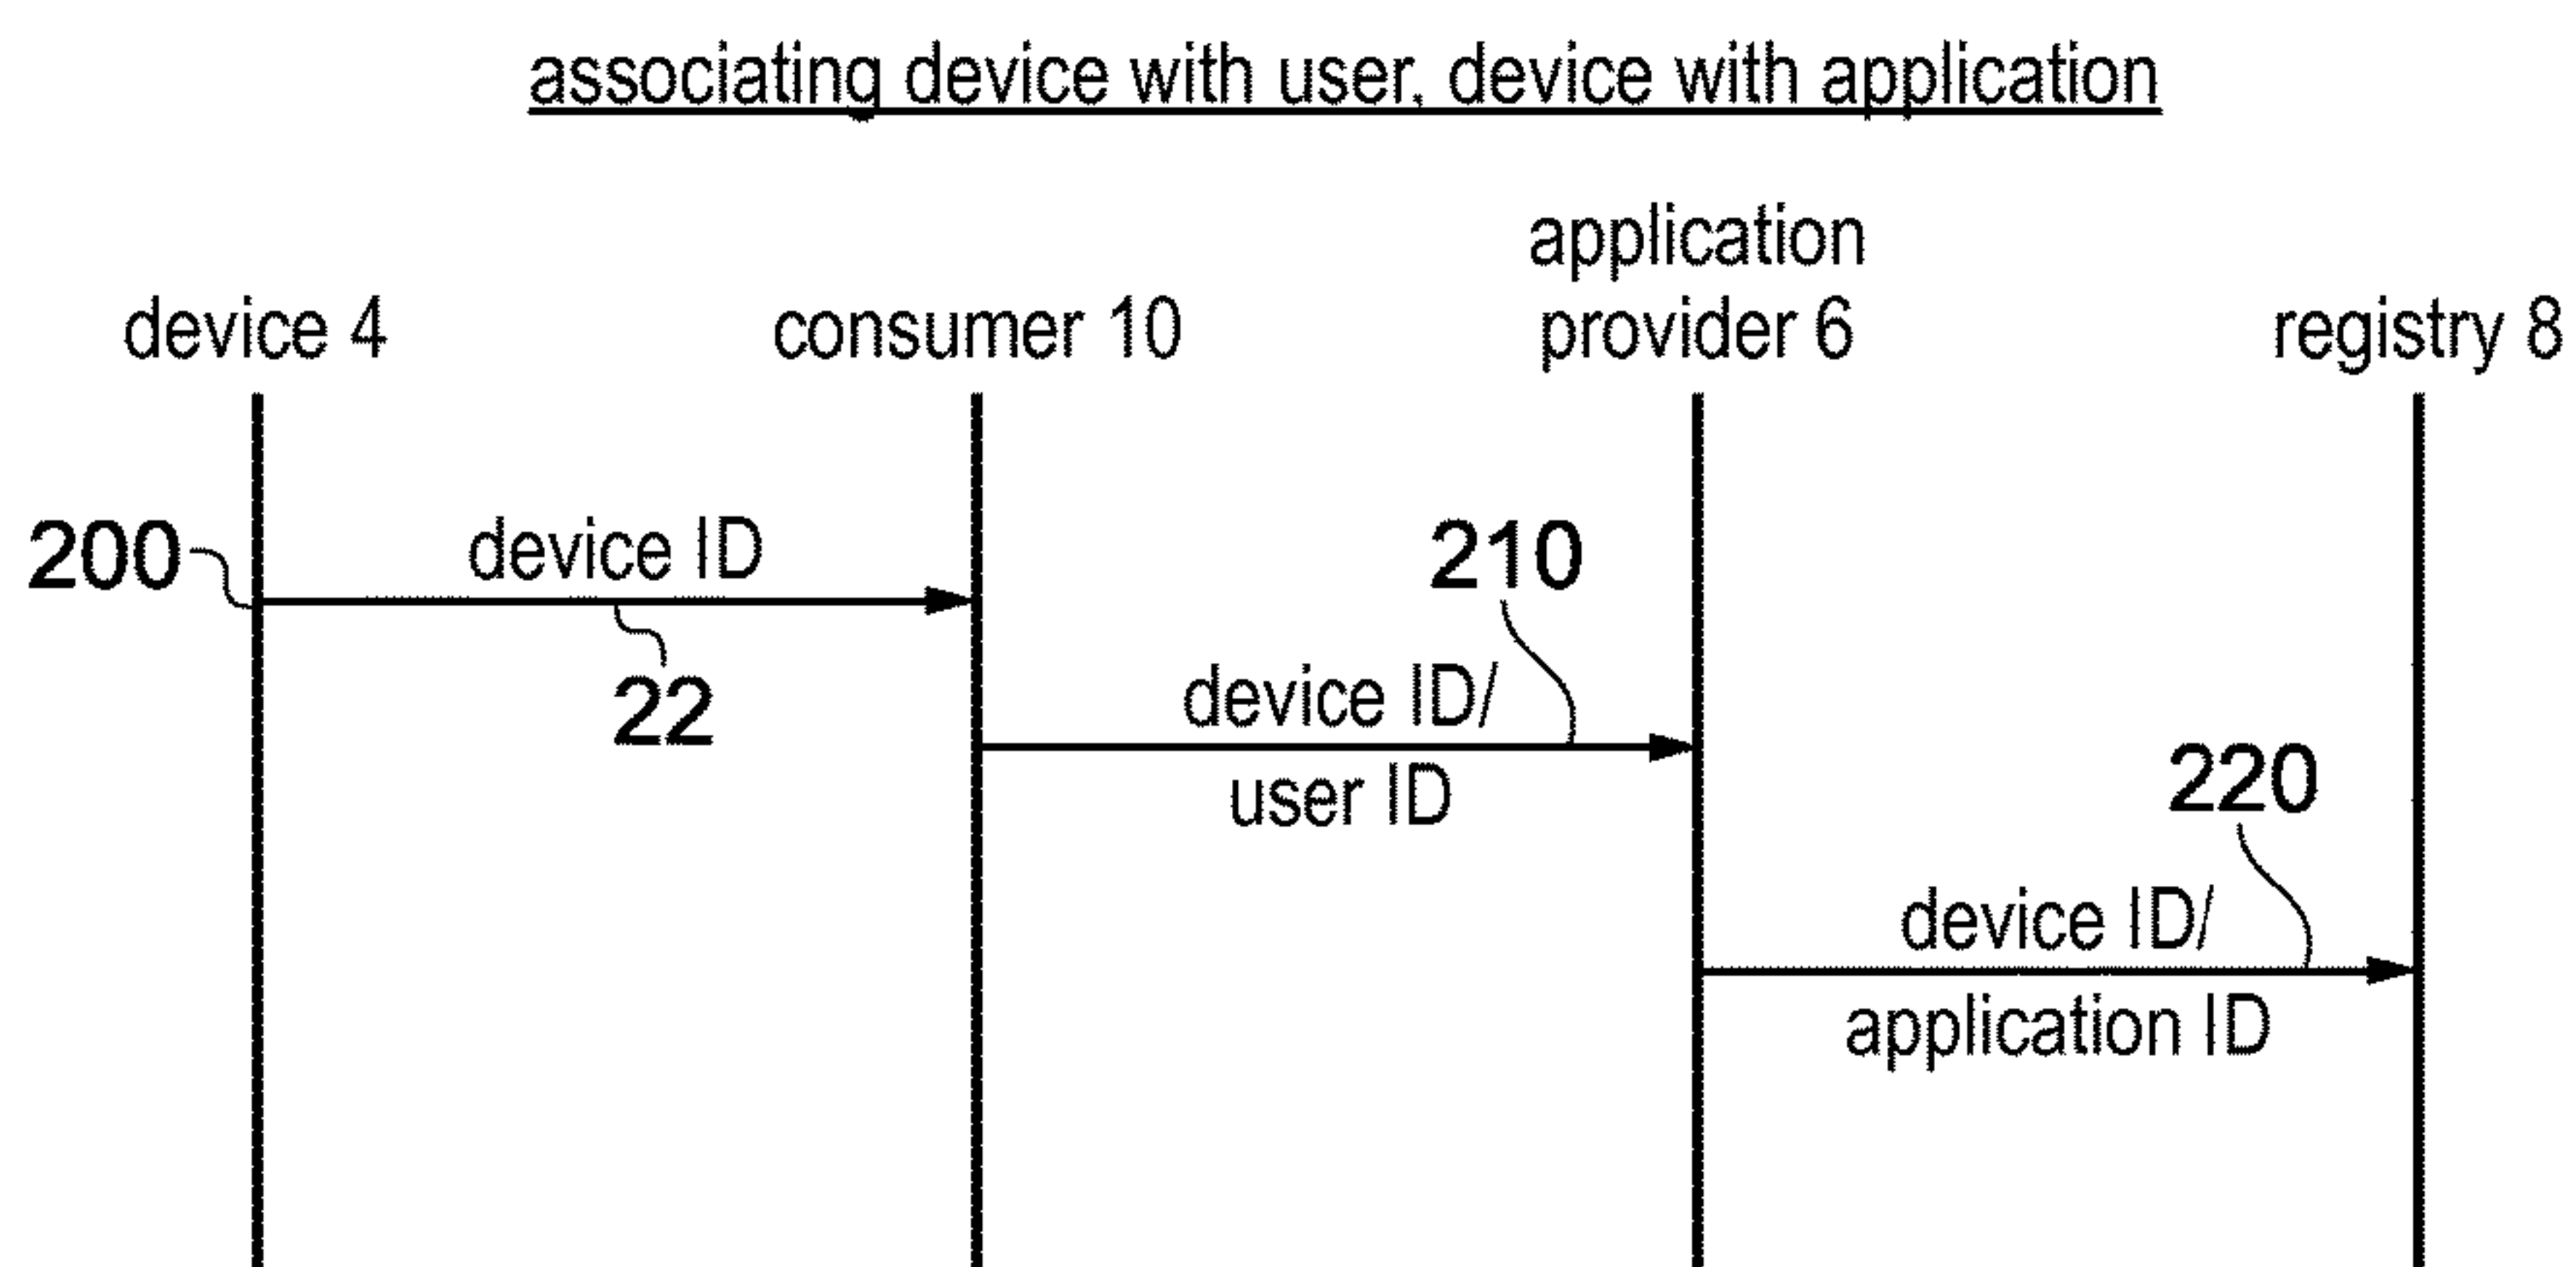 associating device with user, device with application
device 4
consumer 10
application
provider 6
registry 8
200
device ID
22
210
device ID/
user ID
220
device ID/
application ID